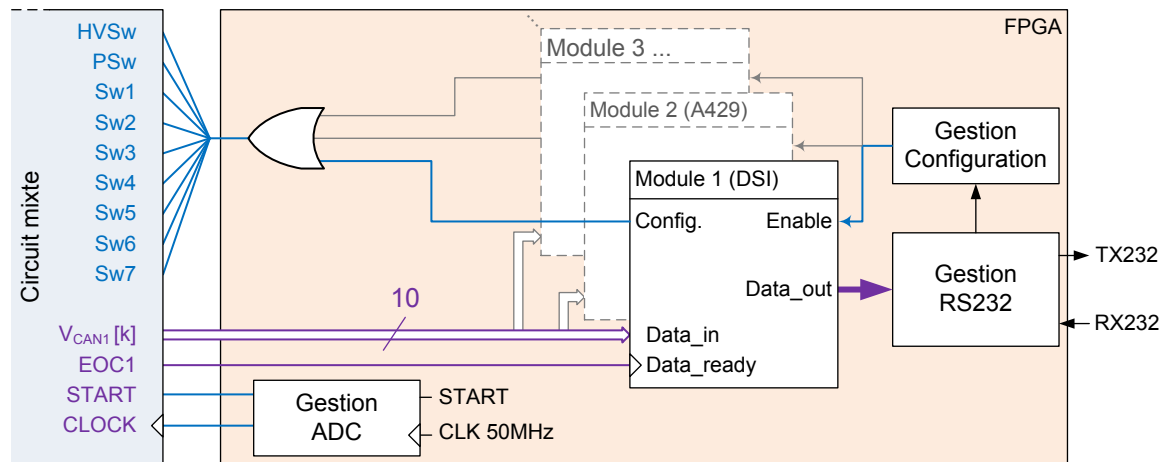 FPGA
HVSw
PSw
Sw1
Sw2
Sw3
Sw4
Sw5
Sw6
Sw7
Circuit mixte
VCAN1 [k]
EOC1
START
CLOCK
10
Module 3 ...
Module 2 (A429)
Module 1 (DSI)
Config.
Enable
Data_out
Data_in
Data_ready
Gestion
Configuration
Gestion
RS232
TX232
RX232
Gestion
ADC
START
CLK 50MHz